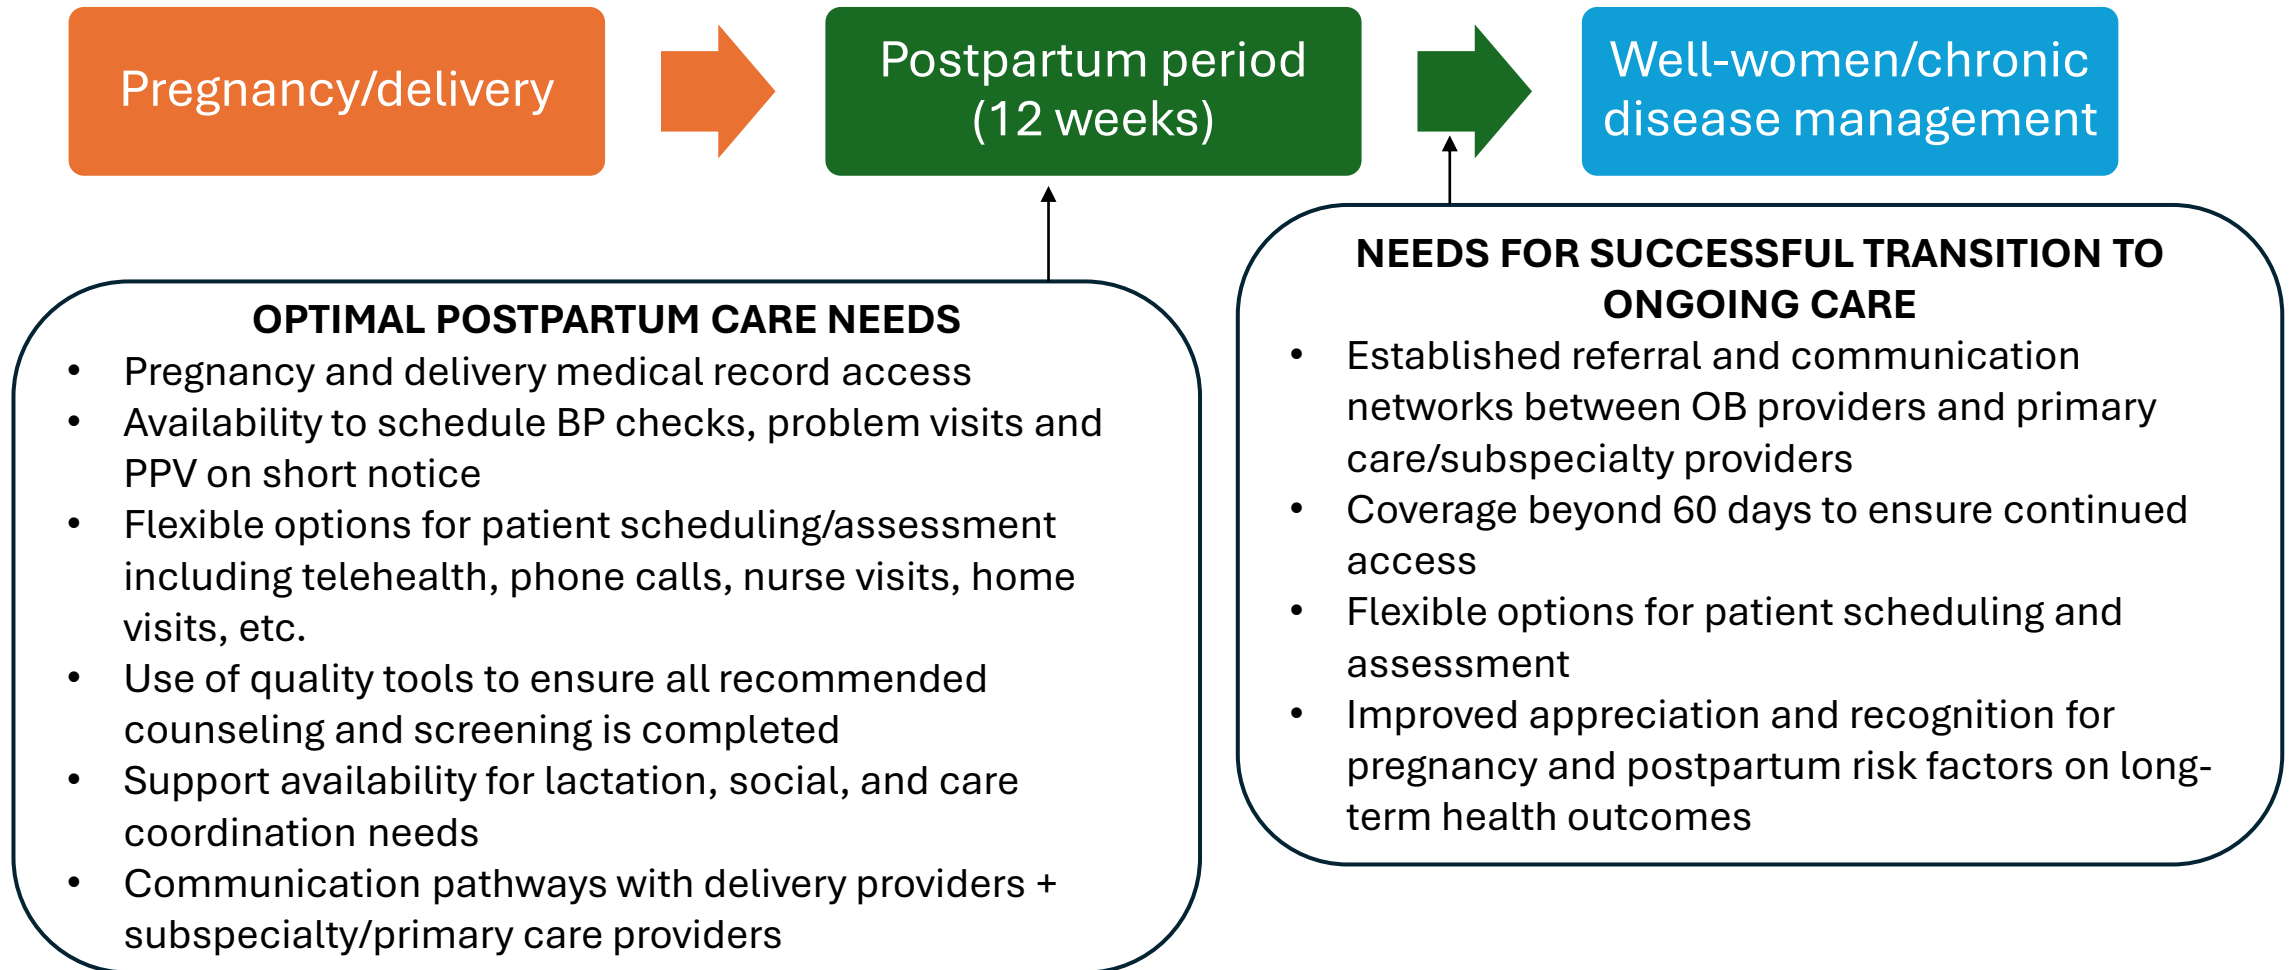 Pregnancy/delivery
Postpartum period
(12 weeks)
Well-women/chronic
disease management
OPTIMAL POSTPARTUM CARE NEEDS
• Pregnancy and delivery medical record access
• Availability to schedule BP checks, problem visits and
PPV on short notice
• Flexible options for patient scheduling/assessment
including telehealth, phone calls, nurse visits, home
visits, etc.
• Use of quality tools to ensure all recommended
counseling and screening is completed
• Support availability for lactation, social, and care
coordination needs
• Communication pathways with delivery providers +
subspecialty/primary care providers
NEEDS FOR SUCCESSFUL TRANSITION TO
ONGOING CARE
• Established referral and communication
networks between OB providers and primary
care/subspecialty providers
• Coverage beyond 60 days to ensure continued
access
• Flexible options for patient scheduling and
assessment
• Improved appreciation and recognition for
pregnancy and postpartum risk factors on long-
term health outcomes